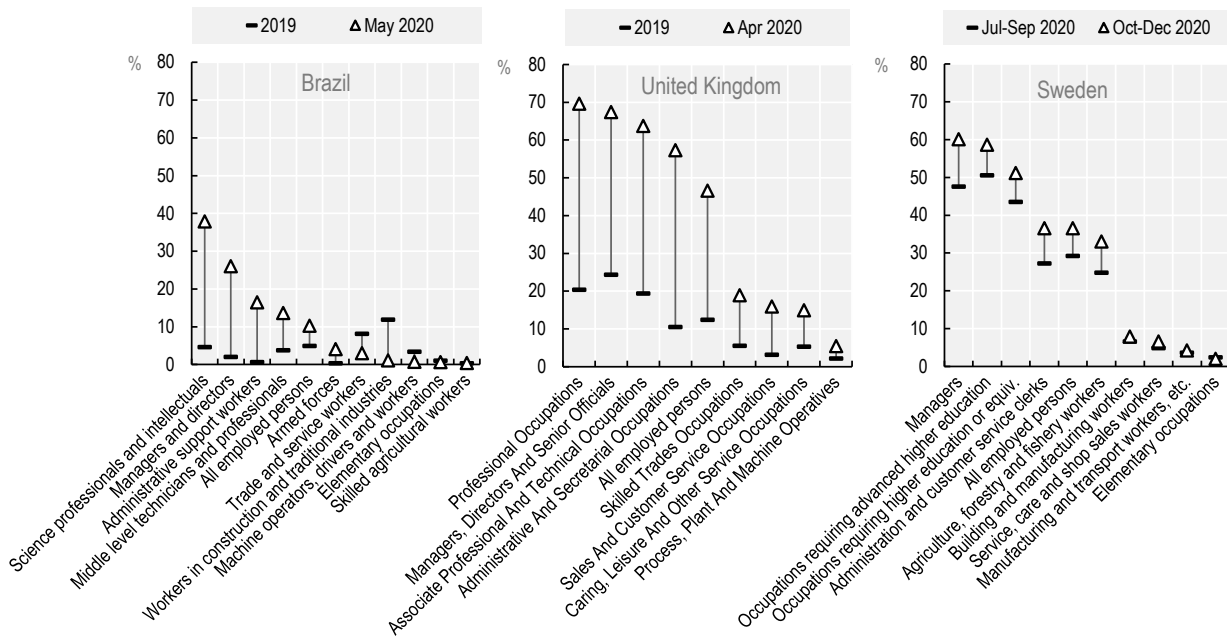 2019 May 2020
%
80
70
60
50
40
30
20
10
0
Brazil
Science professionals and intellectuals
Managers and directors
Administrative support workers
Middle level technicians and professionals
All employed persons
Armed forces
Trade and service workers
Workers in construction and traditional industries
Machine operators, drivers and workers
Elementary occupations
Skilled agricultural workers
2019 Apr 2020
%
80
70
60
50
40
30
20
10
0
United Kingdom
Professional Occupations
Managers, Directors And Senior Officials
Associate Professional And Technical Occupations
Administrative And Secretarial Occupations
All employed persons
Skilled Trades Occupations
Sales And Customer Service Occupations
Caring, Leisure And Other Service Occupations
Process, Plant And Machine Operatives
Jul-Sep 2020 Oct-Dec 2020
%
80
70
60
50
40
30
20
10
0
Sweden
Managers
Occupations requiring advanced higher education
Occupations requiring higher education or equiv.
Administration and customer service clerks
All employed persons
Agriculture, forestry and fishery workers
Building and manufacturing workers
Service, care and shop sales workers
Manufacturing and transport workers, etc.
Elementary occupations